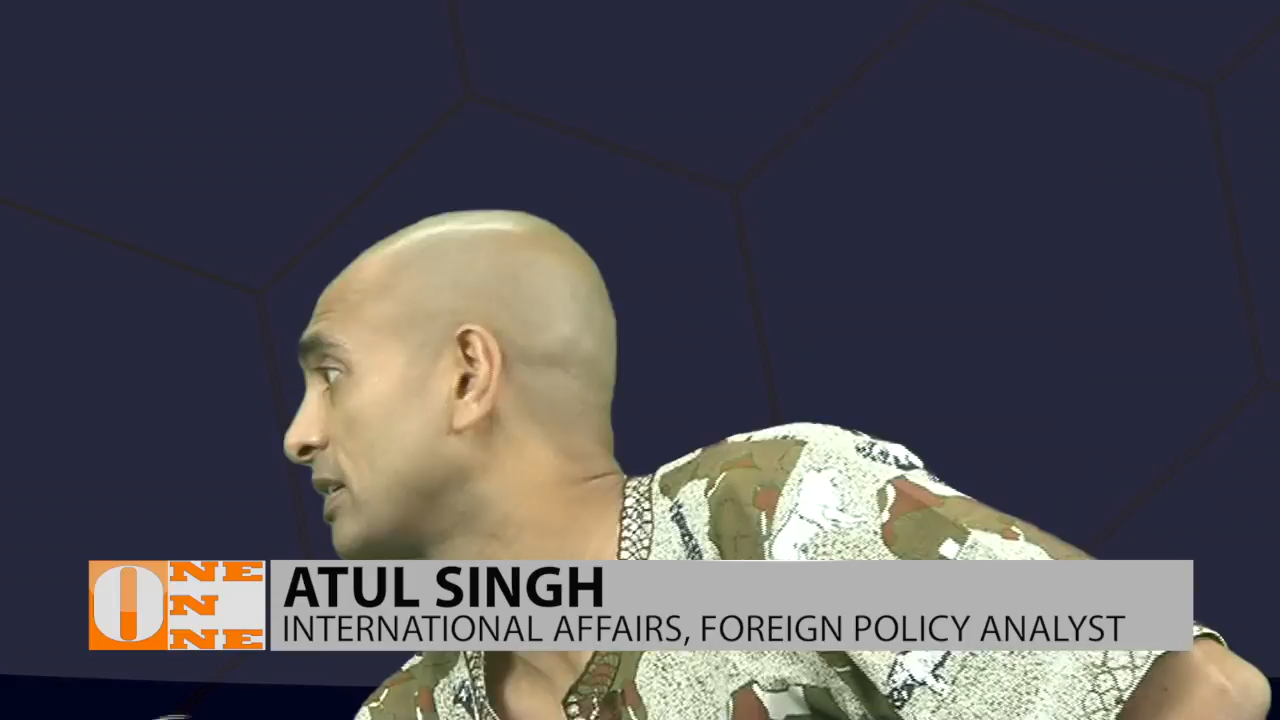 ONE
ON
ONE
ATUL SINGH
INTERNATIONAL AFFAIRS, FOREIGN POLICY ANALYST